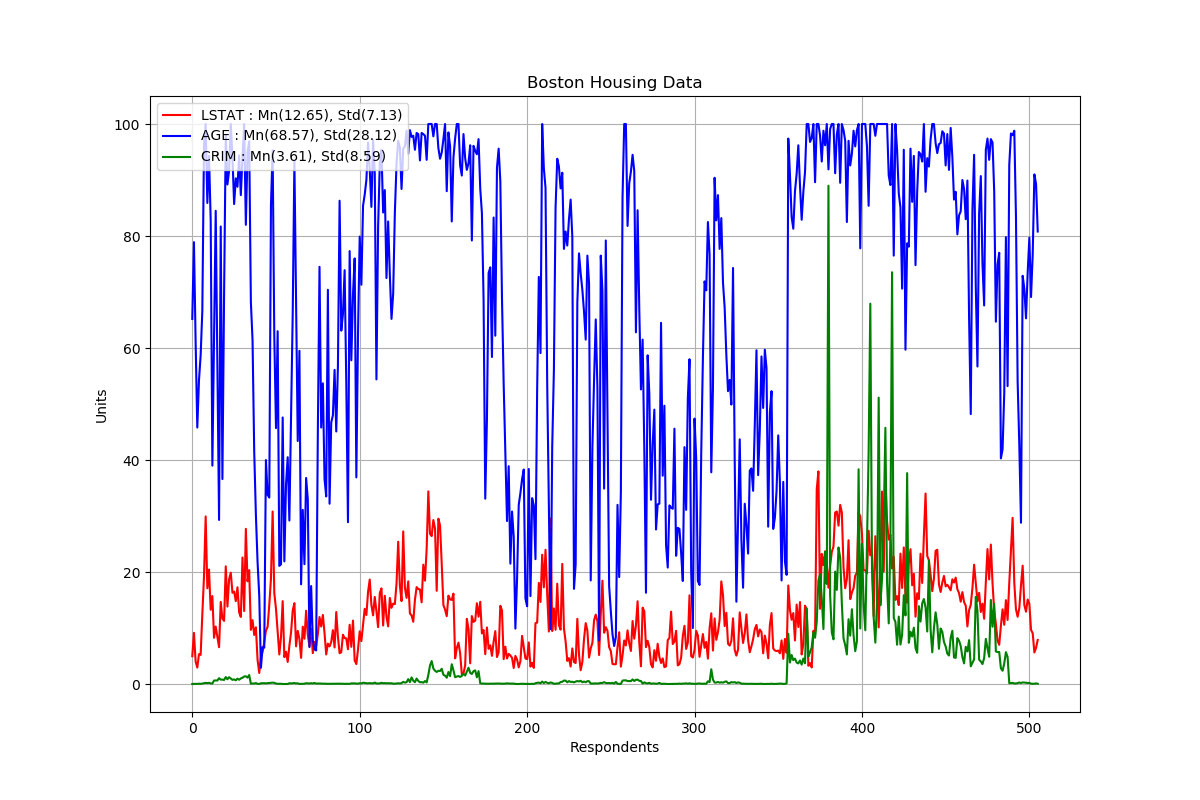 Boston Housing Data
LSTAT : Mn(12.65), Std(7.13)
AGE : Mn(68.57), Std(28.12)
CRIM : Mn(3.61), Std(8.59)
100
80
60
40
20
0
Units
0 100 200 300 400 500
Respondents